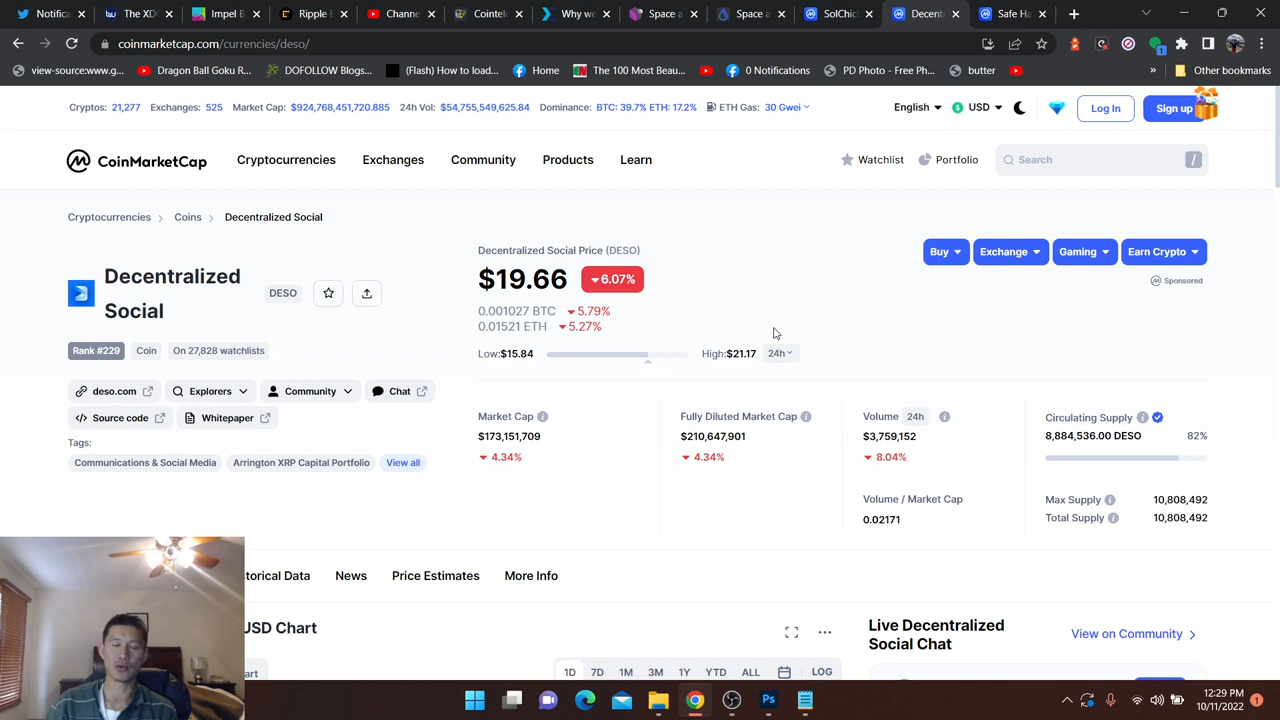 Notifica
The XDC
Impel B
Ripple E
Channe
Cointele
Why we
Space a
Space a
SolChic
Decent
Safe Ha
coinmarketcap.com/currencies/deso/
view-source:www.g...
Dragon Ball Goku R...
DOFOLLOW Blogs...
(Flash) How to load...
Home
The 100 Most Beau...
0 Notifications
PD Photo - Free Ph...
butter
»
Other bookmarks
Cryptos: 21,277 Exchanges: 525 Market Cap: $924,768,451,720.885 24h Vol: $54,755,549,625.84 Dominance: BTC: 39.7% ETH: 17.2% ETH Gas: 30 Gwei
English
USD
Log In
Sign up
CoinMarketCap
Cryptocurrencies
Exchanges
Community
Products
Learn
Watchlist
Portfolio
Search
/
Cryptocurrencies > Coins > Decentralized Social
Decentralized
Social
DESO
Rank #229
Coin
On 27,828 watchlists
deso.com
Explorers
Community
Chat
Source code
Whitepaper
Tags:
Communications & Social Media
Arrington XRP Capital Portfolio
View all
Decentralized Social Price (DESO)
$19.66
6.07%
0.001027 BTC 5.79%
0.01521 ETH 5.27%
Low:$15.84
High:$21.17
24h
Buy
Exchange
Gaming
Earn Crypto
Sponsored
Market Cap
$173,151,709
4.34%
Fully Diluted Market Cap
$210,647,901
4.34%
Volume 24h
$3,759,152
8.04%
Volume / Market Cap
0.02171
Circulating Supply
8,884,536.00 DESO 82%
Max Supply 10,808,492
Total Supply 10,808,492
torical Data
News
Price Estimates
More Info
USD Chart
art
1D
7D
1M
3M
1Y
YTD
ALL
LOG
Live Decentralized
Social Chat
View on Community
12:29 PM
10/11/2022
1